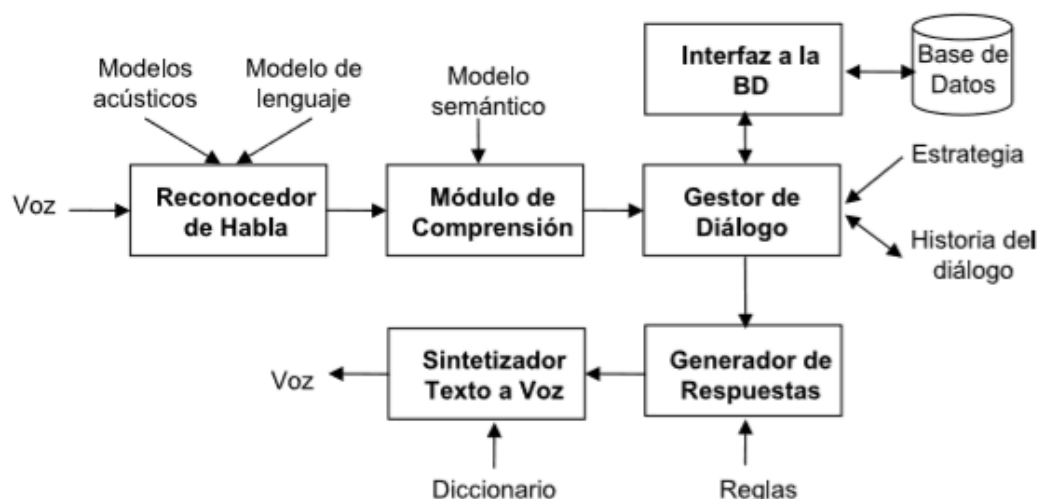 Modelos
acústicos
Modelo de
lenguaje
Modelo
semántico
Interfaz a la
BD
Base de
Datos
Voz
Reconocedor
de Habla
Módulo de
Comprensión
Gestor de
Diálogo
Estrategia
Historia del
diálogo
Voz
Sintetizador
Texto a Voz
Generador de
Respuestas
Diccionario
Reglas